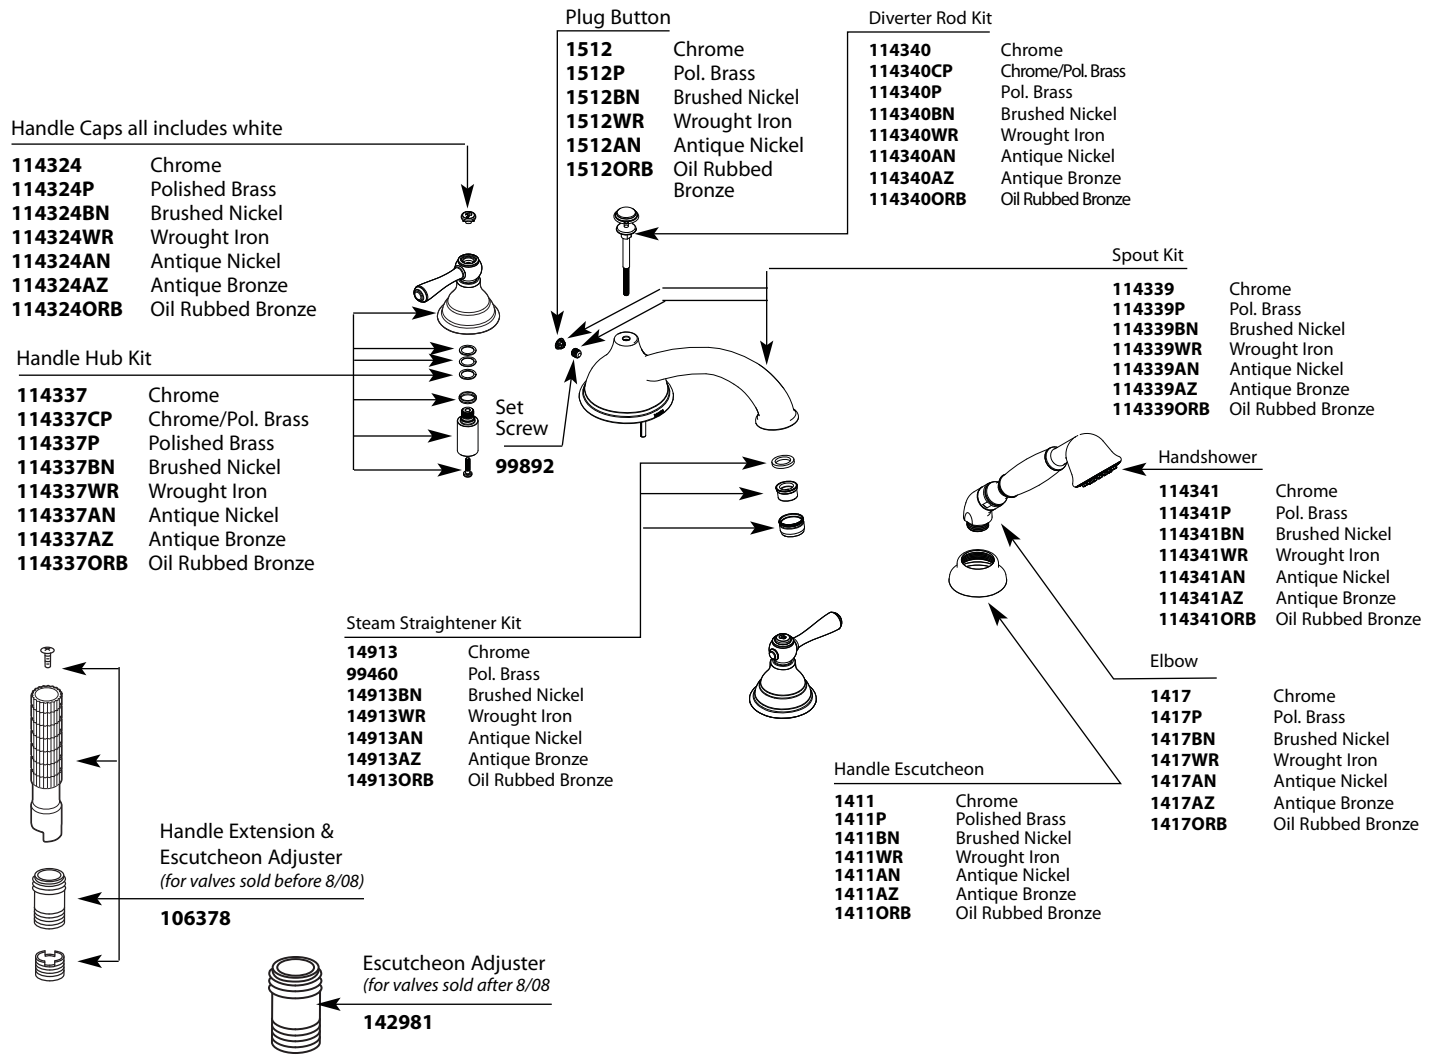 Plug Button
1512 Chrome
1512P Pol. Brass
1512BN Brushed Nickel
1512WR Wrought Iron
1512AN Antique Nickel
1512ORB Oil Rubbed
Bronze
Diverter Rod Kit
114340 Chrome
114340CP Chrome/Pol. Brass
114340P Pol. Brass
114340BN Brushed Nickel
114340WR Wrought Iron
114340AN Antique Nickel
114340AZ Antique Bronze
114340ORB Oil Rubbed Bronze
Handle Caps all includes white
114324 Chrome
114324P Polished Brass
114324BN Brushed Nickel
114324WR Wrought Iron
114324AN Antique Nickel
114324AZ Antique Bronze
114324ORB Oil Rubbed Bronze
Spout Kit
114339 Chrome
114339P Pol. Brass
114339BN Brushed Nickel
114339WR Wrought Iron
114339AN Antique Nickel
114339AZ Antique Bronze
114339ORB Oil Rubbed Bronze
Handle Hub Kit
114337 Chrome
114337CP Chrome/Pol. Brass
114337P Polished Brass
114337BN Brushed Nickel
114337WR Wrought Iron
114337AN Antique Nickel
114337AZ Antique Bronze
114337ORB Oil Rubbed Bronze
Set
Screw
99892
Handshower
114341 Chrome
114341P Pol. Brass
114341BN Brushed Nickel
114341WR Wrought Iron
114341AN Antique Nickel
114341AZ Antique Bronze
114341ORB Oil Rubbed Bronze
Steam Straightener Kit
14913 Chrome
99460 Pol. Brass
14913BN Brushed Nickel
14913WR Wrought Iron
14913AN Antique Nickel
14913AZ Antique Bronze
14913ORB Oil Rubbed Bronze
Elbow
1417 Chrome
1417P Pol. Brass
1417BN Brushed Nickel
1417WR Wrought Iron
1417AN Antique Nickel
1417AZ Antique Bronze
1417ORB Oil Rubbed Bronze
Handle Escutcheon
1411 Chrome
1411P Polished Brass
1411BN Brushed Nickel
1411WR Wrought Iron
1411AN Antique Nickel
1411AZ Antique Bronze
1411ORB Oil Rubbed Bronze
Handle Extension &
Escutcheon Adjuster
(for valves sold before 8/08)
106378
Escutcheon Adjuster
(for valves sold after 8/08
142981